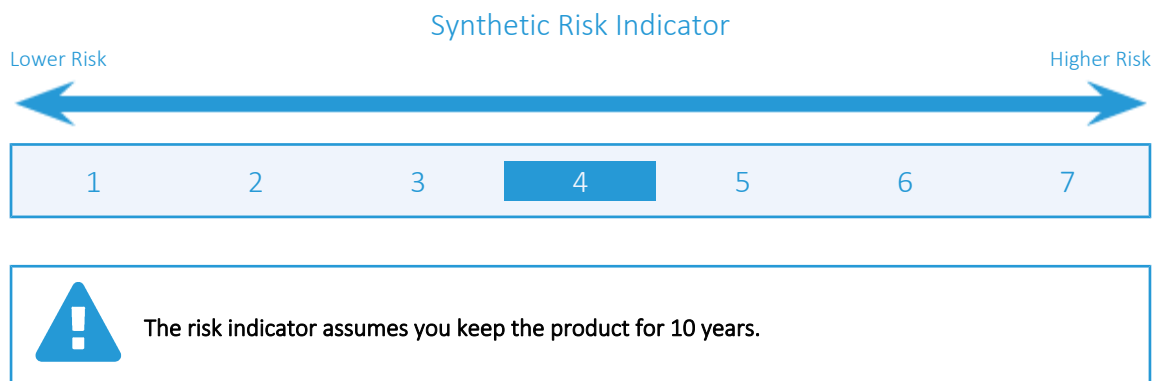 Synthetic Risk Indicator
Lower Risk Higher Risk
1 2 3 4 5 6 7
The risk indicator assumes you keep the product for 10 years.